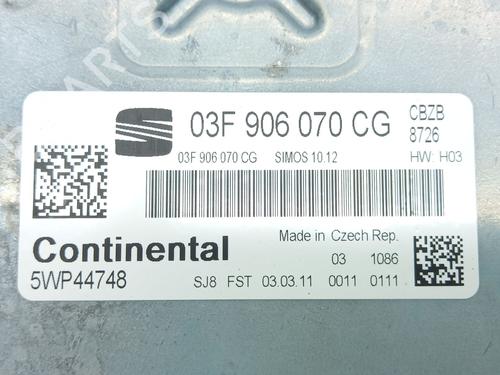 03F 906 070 CG
CBZB
8726
03F 906 070 CG SIMOS 10.12 HW: H03
Continental
Made in Czech Rep.
03 1086
5WP44748
SJ8 FST 03.03.11 0011 0111